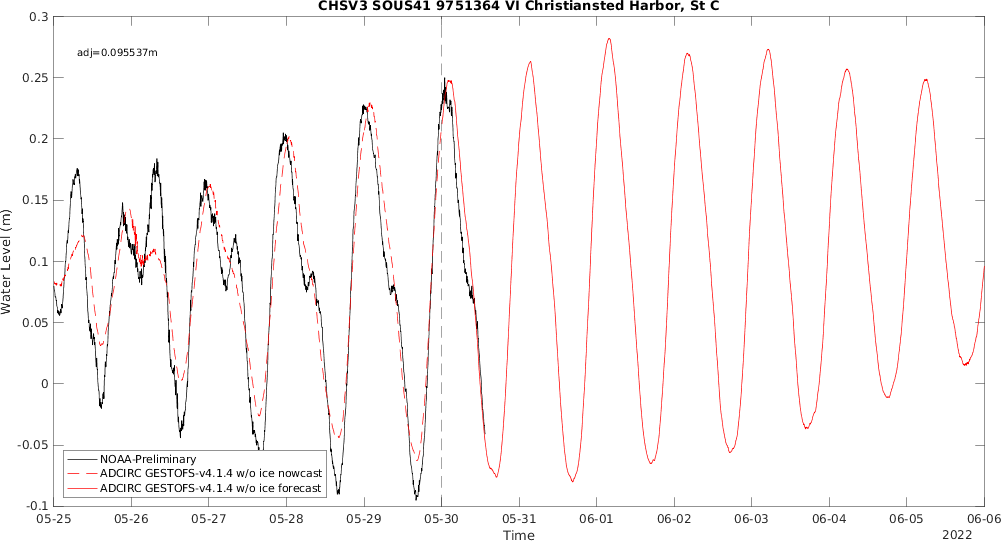 CHSV3 SOUS41 9751364 VI Christiansted Harbor, St C
adj=0.095537m
0.3
0.25
0.2
0.15
0.1
0.05
0
-0.05
-0.1
Water Level (m)
NOAA-Preliminary
ADCIRC GESTOFS-v4.1.4 w/o ice nowcast
ADCIRC GESTOFS-v4.1.4 w/o ice forecast
05-25 05-26 05-27 05-28 05-29 05-30 05-31 06-01 06-02 06-03 06-04 06-05 06-06
Time
2022